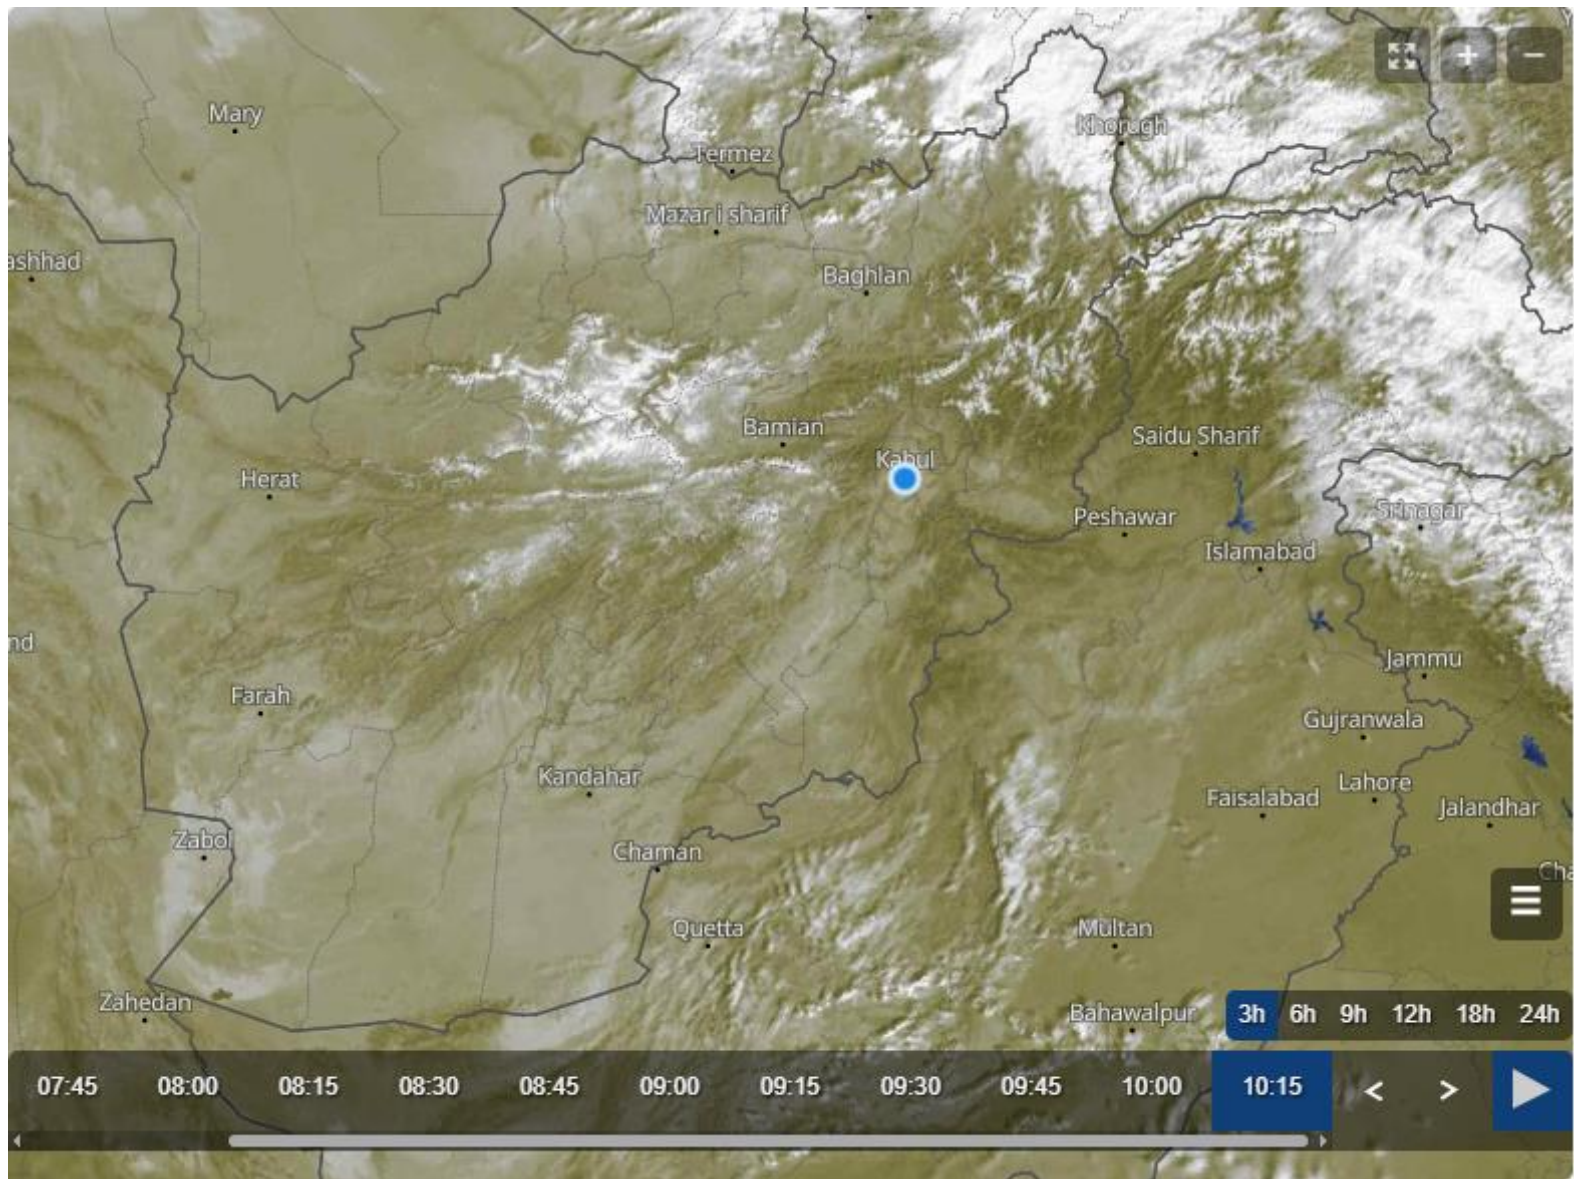 Mary
Khorugh
Termez
Mazar i sharif
ashhad
Baghlan
Bamian
Saidu Sharif
Kabul
Herat
Srinagar
Peshawar
Islamabad
nd
Jammu
Farah
Gujranwala
Kandahar
Lahore
Faisalabad
Jalandhar
Zabol
Chaman
Cha
Quetta
Multan
Zahedan
Bahawalpur
3h 6h 9h 12h 18h 24h
07:45 08:00 08:15 08:30 08:45 09:00 09:15 09:30 09:45 10:00 10:15 < >